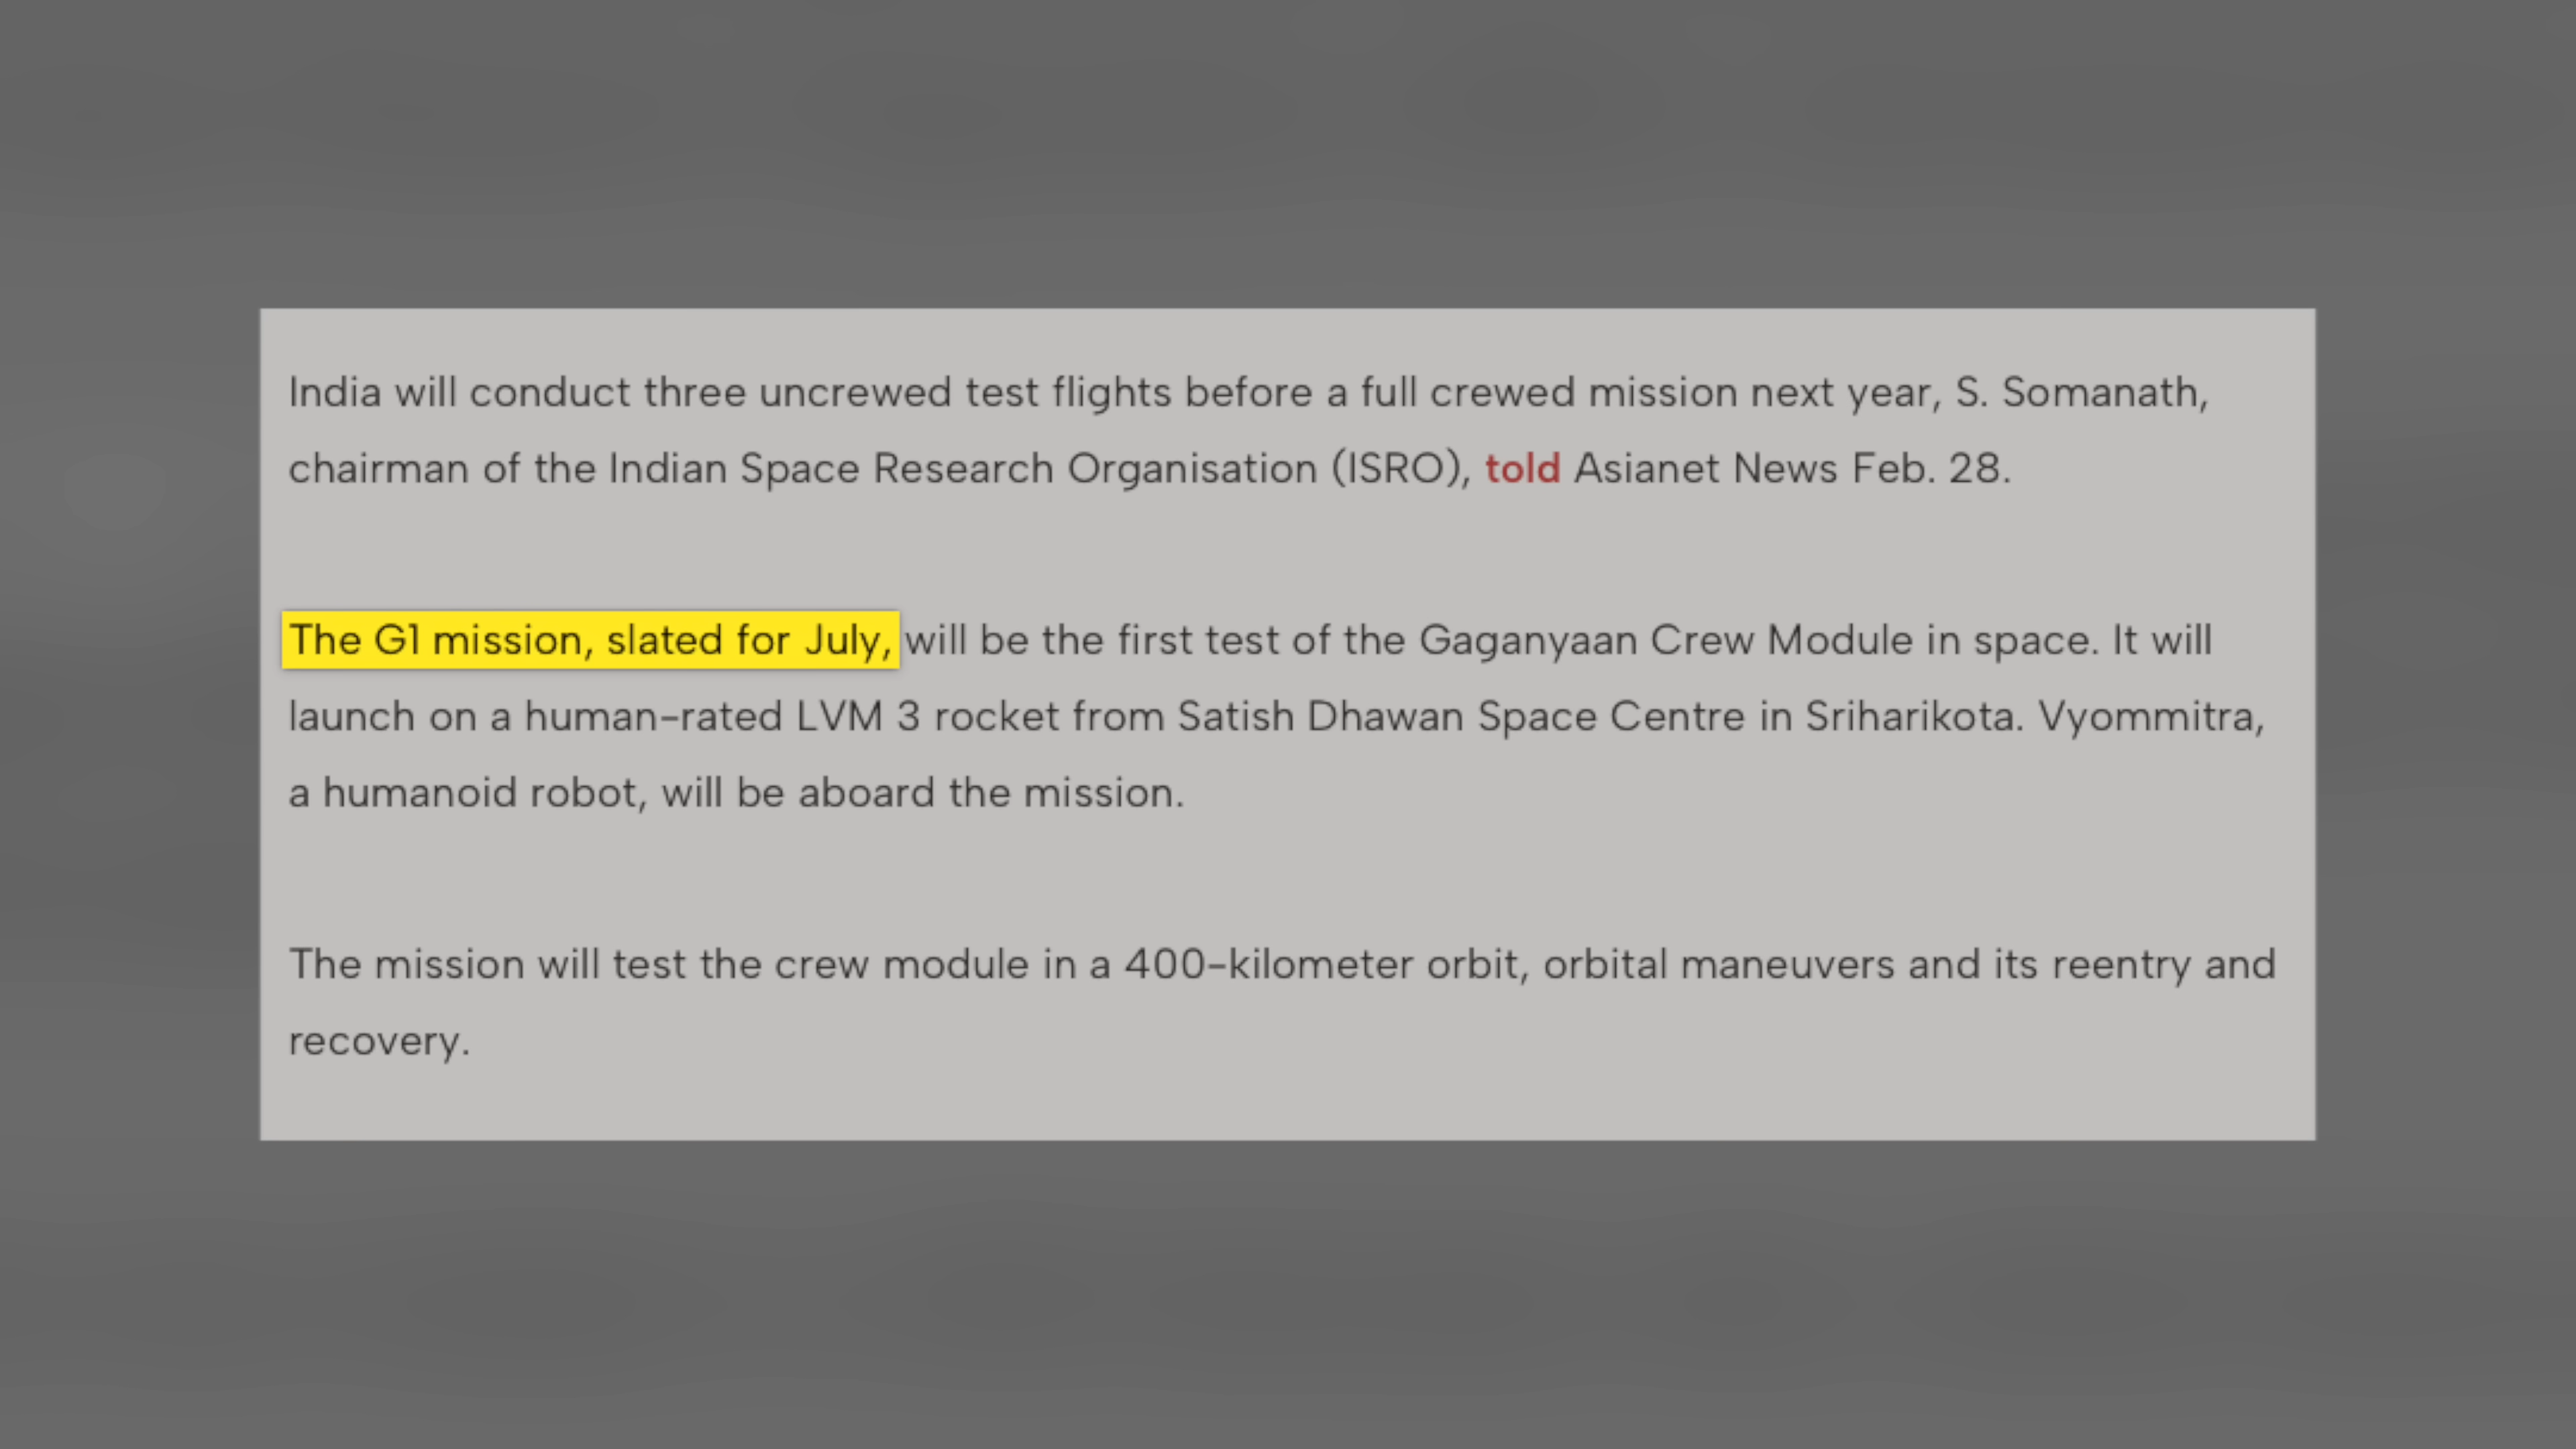 India will conduct three uncrewed test flights before a full crewed mission next year, S. Somanath,
chairman of the Indian Space Research Organisation (ISRO), told Asianet News Feb. 28.
The G1 mission, slated for July, will be the first test of the Gaganyaan Crew Module in space. It will
launch on a human-rated LVM 3 rocket from Satish Dhawan Space Centre in Sriharikota. Vyommitra,
a humanoid robot, will be aboard the mission.
The mission will test the crew module in a 400-kilometer orbit, orbital maneuvers and its reentry and
recovery.